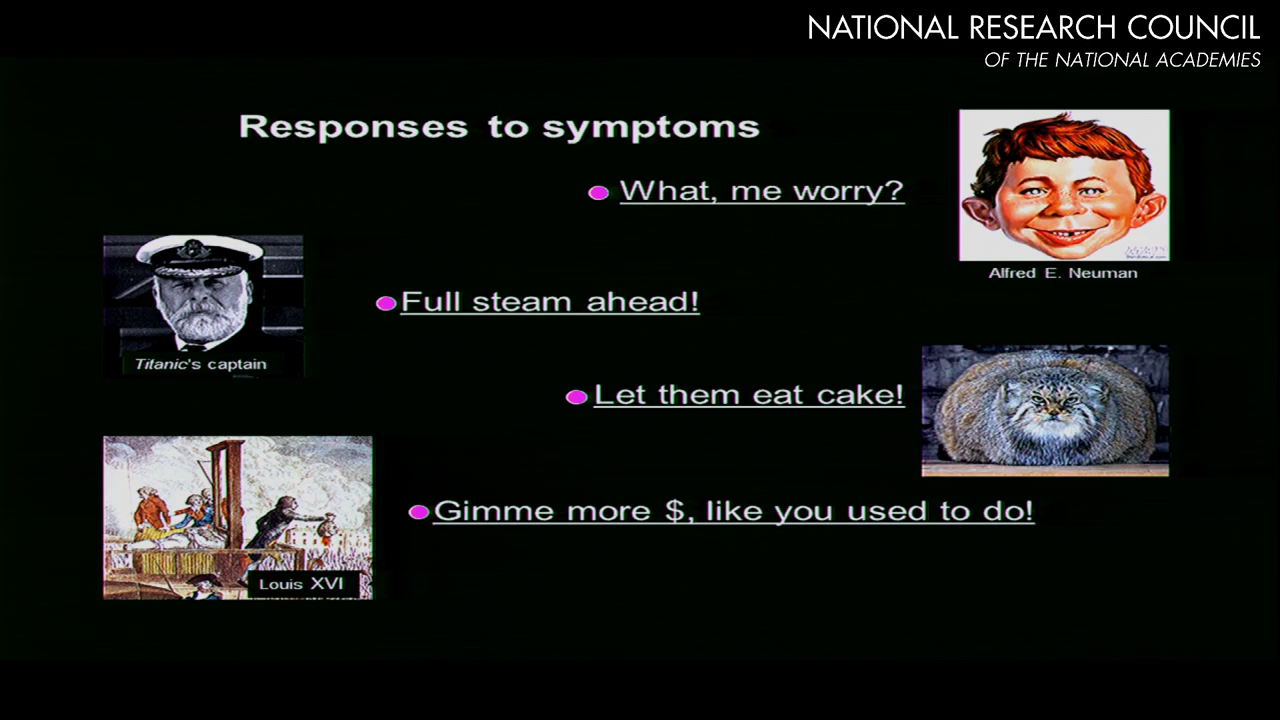 NATIONAL RESEARCH COUNCIL
OF THE NATIONAL ACADEMIES
Responses to symptoms
What, me worry?
Alfred E. Neuman
Full steam ahead!
Titanic's captain
Let them eat cake!
Gimme more $, like you used to do!
Louis XVI